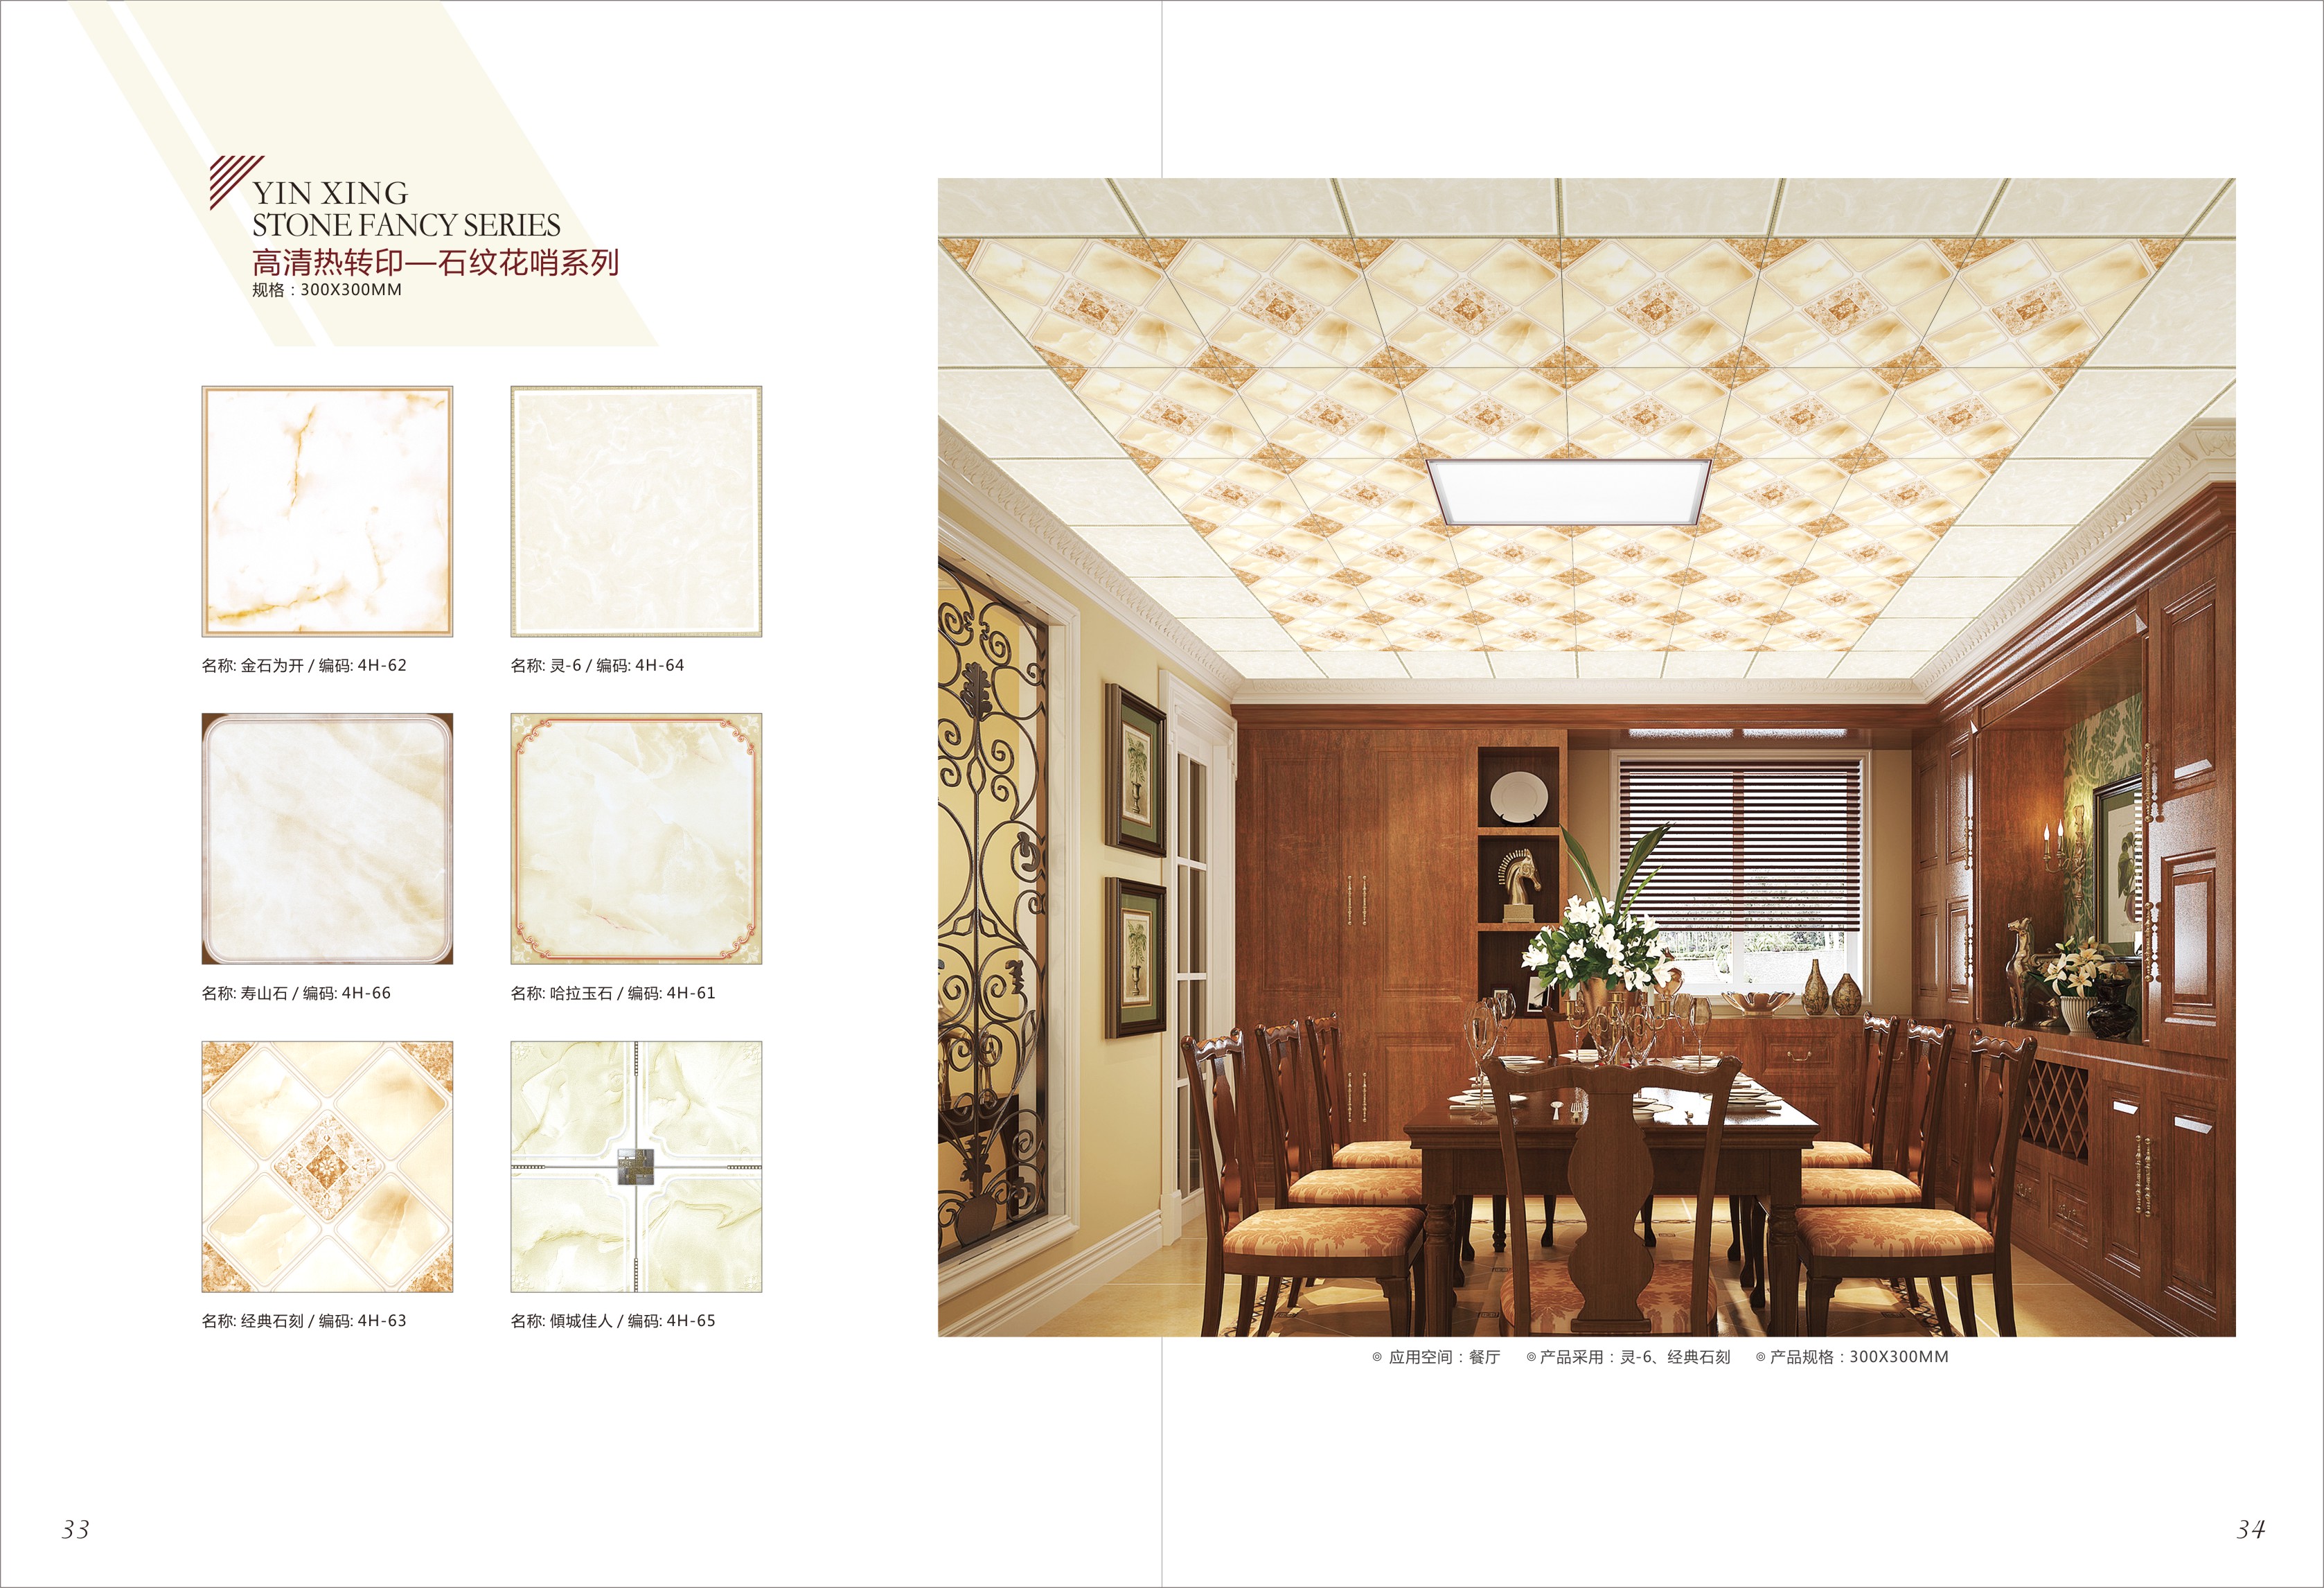 YIN XING
STONE FANCY SERIES
高清热转印—石纹花哨系列
规格：300X300MM
名称: 金石为开 / 编码: 4H-62
名称: 灵-6 / 编码: 4H-64
名称: 寿山石 / 编码: 4H-66
名称: 哈拉玉石 / 编码: 4H-61
名称: 经典石刻 / 编码: 4H-63
名称: 傾城佳人 / 编码: 4H-65
◎ 应用空间：餐厅 ◎产品采用：灵-6、经典石刻 ◎产品规格：300X300MM
33
34